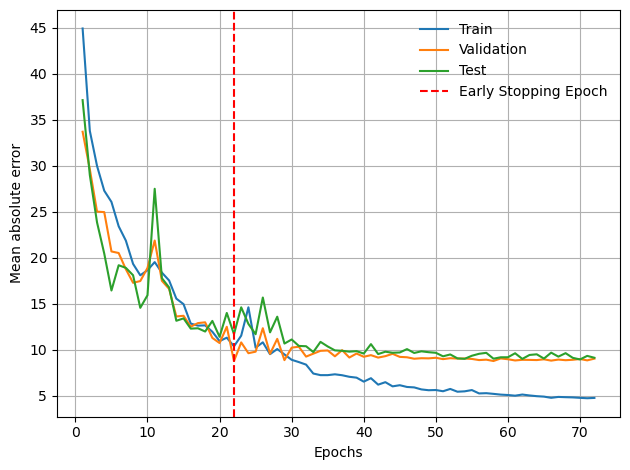 45
40
35
30
25
20
15
10
5
Mean absolute error
Train
Validation
Test
Early Stopping Epoch
0 10 20 30 40 50 60 70
Epochs